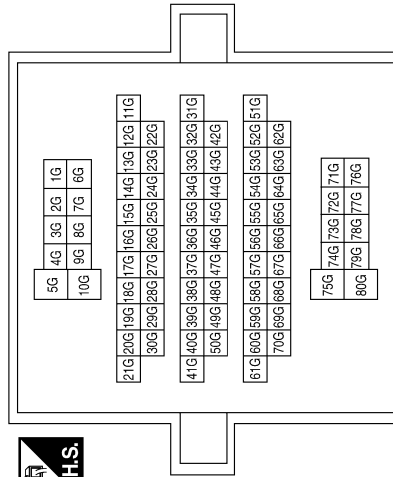 5G 4G 3G 2G 1G
10G 9G 8G 7G 6G
21G 20G 19G 18G 17G 16G 15G 14G 13G 12G 11G
30G 29G 28G 27G 26G 25G 24G 23G 22G
41G 40G 39G 38G 37G 36G 35G 34G 33G 32G 31G
50G 49G 48G 47G 46G 45G 44G 43G 42G
61G 60G 59G 58G 57G 56G 55G 54G 53G 52G 51G
70G 69G 68G 67G 66G 65G 64G 63G 62G
75G 74G 73G 72G 71G
80G 79G 78G 77G 76G
H.S.